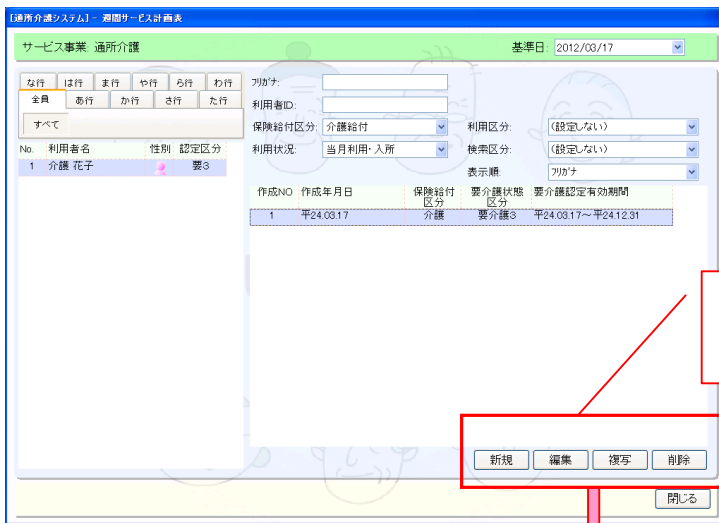 [通所介護システム] - 週間サービス計画表
サービス事業: 通所介護
基準日: 2012/03/17
な行 は行 ま行 や行 ら行 わ行
全員 あ行 か行 さ行 た行
すべて
No. 利用者名 性別 認定区分
1 介護 花子 要3
フリガナ:
利用者ID:
保険給付区分: 介護給付 利用区分: (設定しない)
利用状況: 当月利用・入所 検索区分: (設定しない)
表示順: フリガナ
作成NO 作成年月日 保険給付区分 要介護状態区分 要介護認定有効期間
1 平24.03.17 介護 要介護3 平24.03.17～平24.12.31
新規 編集 複写 削除
閉じる